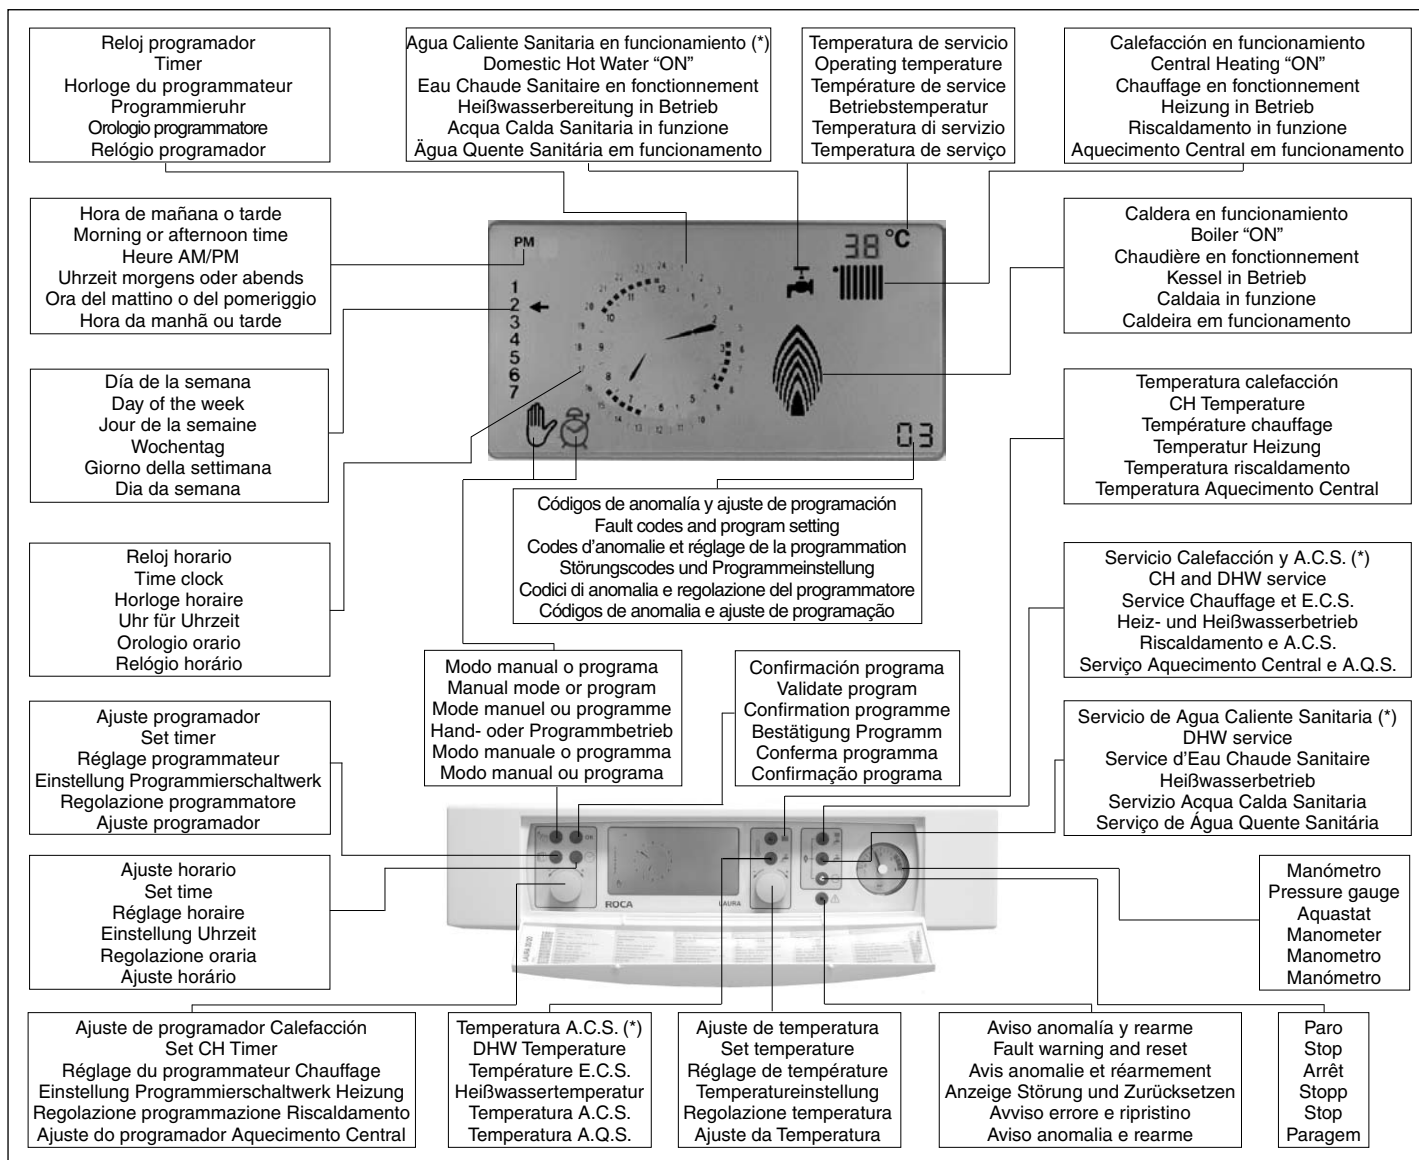 Reloj programador
Timer
Horloge du programmateur
Programmieruhr
Orologio programmatore
Relógio programador
Agua Caliente Sanitaria en funcionamiento (*)
Domestic Hot Water “ON”
Eau Chaude Sanitaire en fonctionnement
Heißwasserbereitung in Betrieb
Acqua Calda Sanitaria in funzione
Ägua Quente Sanitária em funcionamento
Temperatura de servicio
Operating temperature
Température de service
Betriebstemperatur
Temperatura di servizio
Temperatura de serviço
Calefacción en funcionamiento
Central Heating “ON”
Chauffage en fonctionnement
Heizung in Betrieb
Riscaldamento in funzione
Aquecimento Central em funcionamento
Hora de mañana o tarde
Morning or afternoon time
Heure AM/PM
Uhrzeit morgens oder abends
Ora del mattino o del pomeriggio
Hora da manhã ou tarde
PM
38 °C
1
2
3
4
5
6
7
03
Caldera en funcionamiento
Boiler “ON”
Chaudière en fonctionnement
Kessel in Betrieb
Caldaia in funzione
Caldeira em funcionamento
Día de la semana
Day of the week
Jour de la semaine
Wochentag
Giorno della settimana
Dia da semana
Temperatura calefacción
CH Temperature
Température chauffage
Temperatur Heizung
Temperatura riscaldamento
Temperatura Aquecimento Central
Códigos de anomalía y ajuste de programación
Fault codes and program setting
Codes d’anomalie et réglage de la programmation
Störungscodes und Programmeinstellung
Codici di anomalia e regolazione del programmatore
Códigos de anomalia e ajuste de programação
Reloj horario
Time clock
Horloge horaire
Uhr für Uhrzeit
Orologio orario
Relógio horário
Servicio Calefacción y A.C.S. (*)
CH and DHW service
Service Chauffage et E.C.S.
Heiz- und Heißwasserbetrieb
Riscaldamento e A.C.S.
Serviço Aquecimento Central e A.Q.S.
Modo manual o programa
Manual mode or program
Mode manuel ou programme
Hand- oder Programmbetrieb
Modo manuale o programma
Modo manual ou programa
Confirmación programa
Validate program
Confirmation programme
Bestätigung Programm
Conferma programma
Confirmação programa
Ajuste programador
Set timer
Réglage programmateur
Einstellung Programmierschaltwerk
Regolazione programmatore
Ajuste programador
Servicio de Agua Caliente Sanitaria (*)
DHW service
Service d’Eau Chaude Sanitaire
Heißwasserbetrieb
Servizio Acqua Calda Sanitaria
Serviço de Água Quente Sanitária
Ajuste horario
Set time
Réglage horaire
Einstellung Uhrzeit
Regolazione oraria
Ajuste horário
OK
ROCA
LAURA
Manómetro
Pressure gauge
Aquastat
Manometer
Manometro
Manómetro
Ajuste de programador Calefacción
Set CH Timer
Réglage du programmateur Chauffage
Einstellung Programmierschaltwerk Heizung
Regolazione programmazione Riscaldamento
Ajuste do programador Aquecimento Central
Temperatura A.C.S. (*)
DHW Temperature
Température E.C.S.
Heißwassertemperatur
Temperatura A.C.S.
Temperatura A.Q.S.
Ajuste de temperatura
Set temperature
Réglage de température
Temperatureinstellung
Regolazione temperatura
Ajuste da Temperatura
Aviso anomalía y rearme
Fault warning and reset
Avis anomalie et réarmement
Anzeige Störung und Zurücksetzen
Avviso errore e ripristino
Aviso anomalia e rearme
Paro
Stop
Arrêt
Stopp
Stop
Paragem